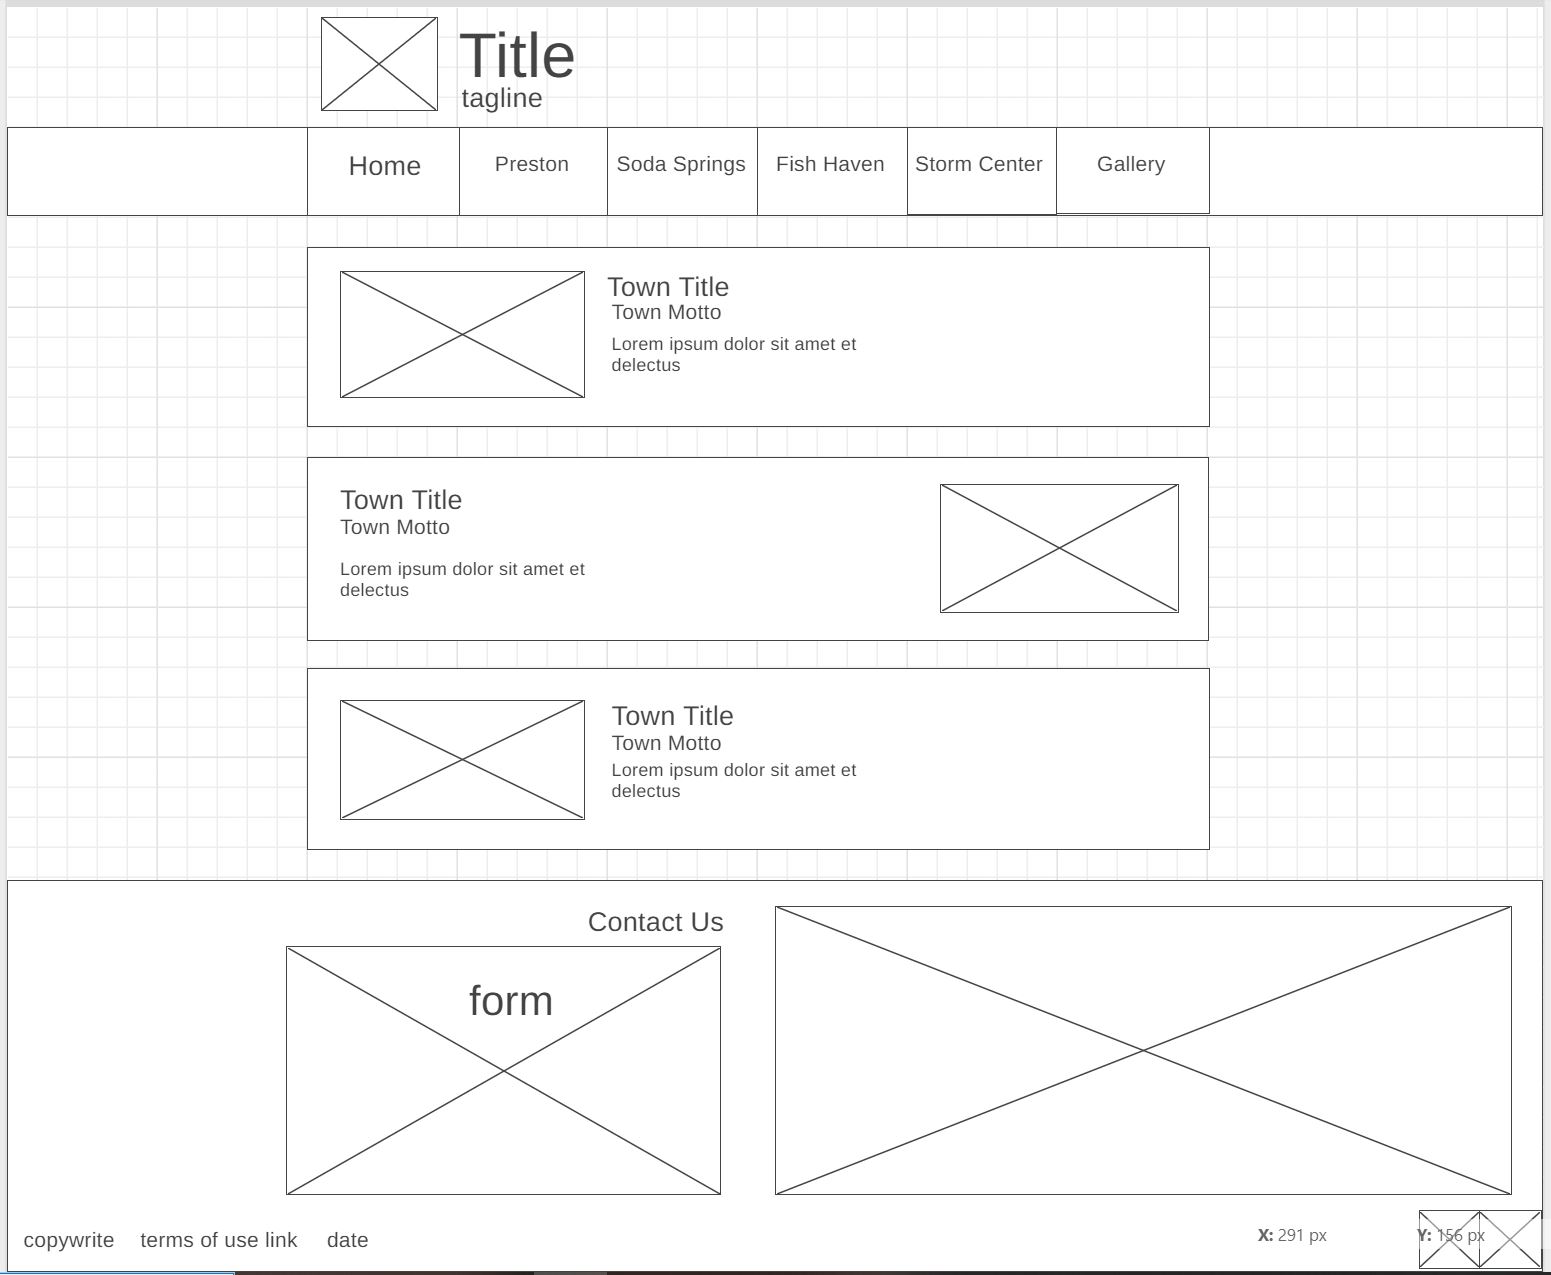 Title
tagline
Home
Preston
Soda Springs
Fish Haven
Storm Center
Gallery
Town Title
Town Motto
Lorem ipsum dolor sit amet et
delectus
Town Title
Town Motto
Lorem ipsum dolor sit amet et
delectus
Town Title
Town Motto
Lorem ipsum dolor sit amet et
delectus
Contact Us
form
copywrite
terms of use link
date
X: 291 px
Y: 156 px